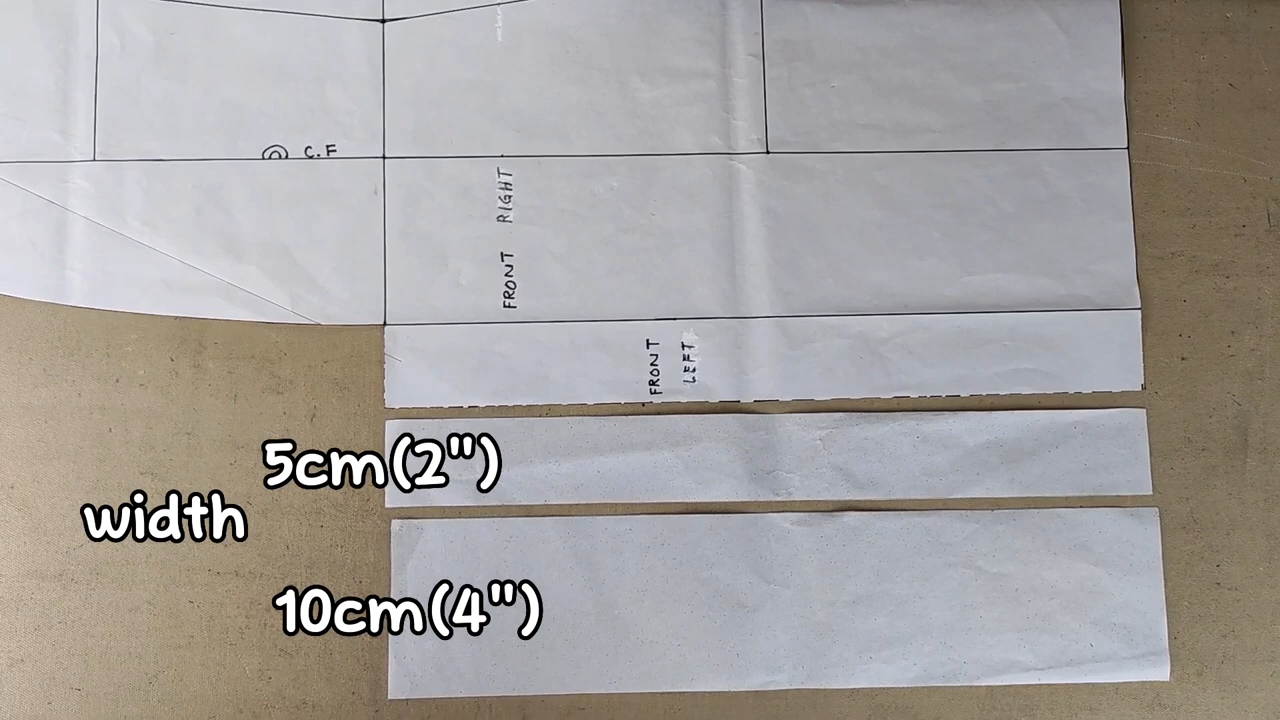 C.F
FRONT RIGHT
FRONT
LEFT
5cm(2")
width
10cm(4")